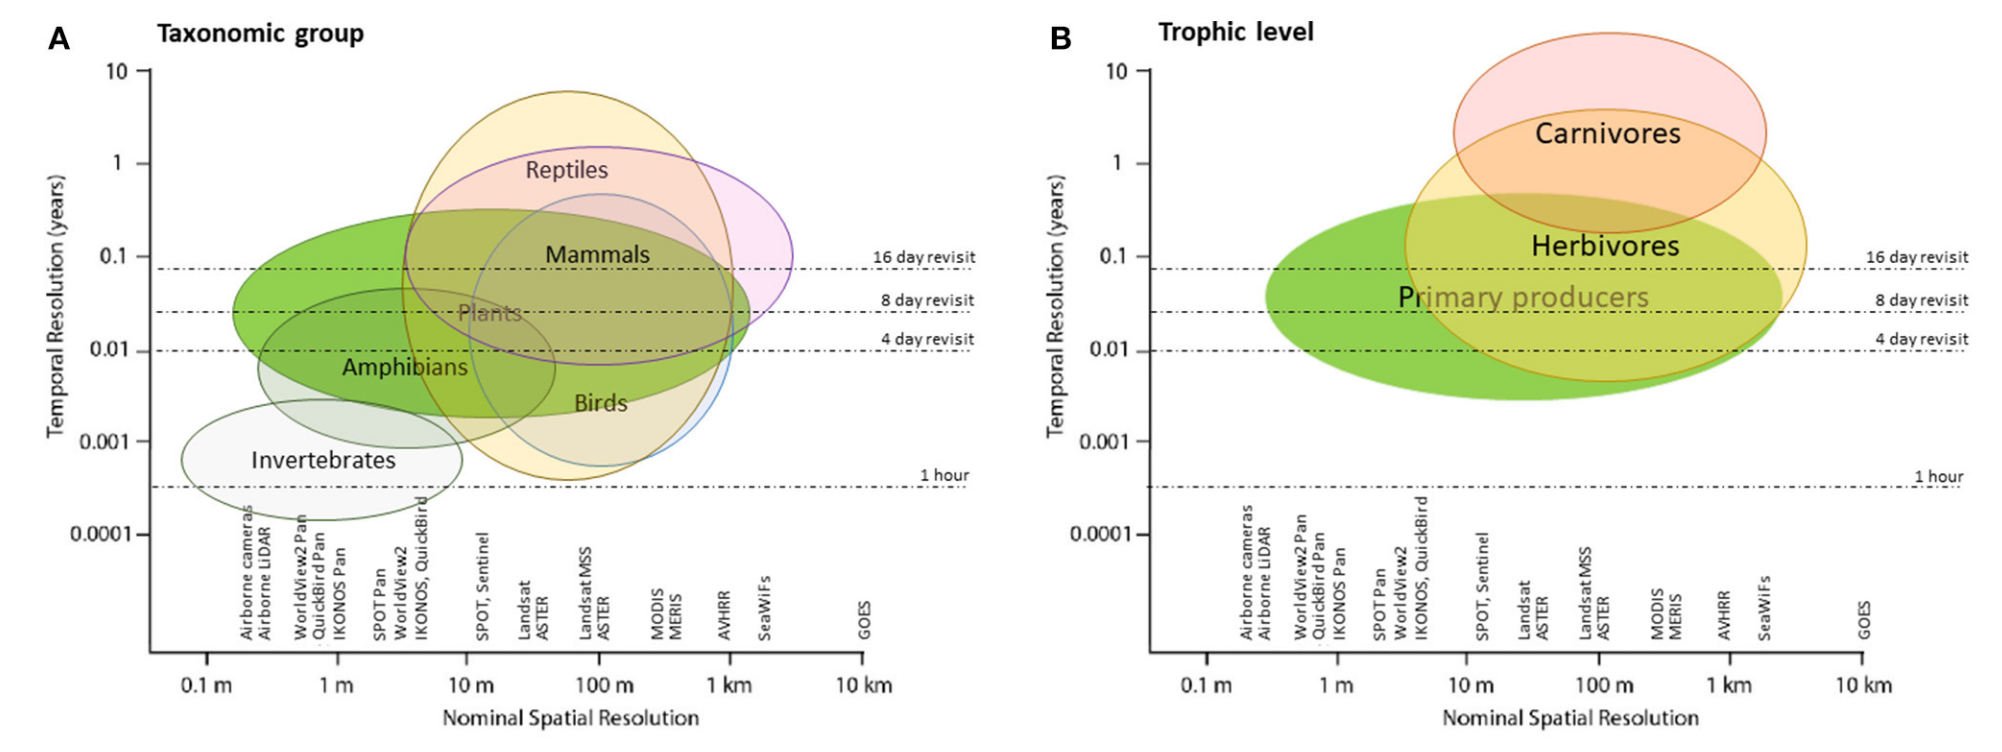 A
Taxonomic group
Temporal Resolution (years)
10
1
0.1
0.01
0.001
0.0001
Reptiles
Mammals
Plants
Amphibians
Birds
Invertebrates
16 day revisit
8 day revisit
4 day revisit
1 hour
Airborne cameras
Airborne LiDAR
WorldView2 Pan
QuickBird Pan
IKONOS Pan
SPOT Pan
WorldView2
IKONOS, QuickBird
SPOT, Sentinel
Landsat
ASTER
Landsat MSS
ASTER
MODIS
MERIS
AVHRR
SeaWiFs
GOES
0.1 m
1 m
10 m
100 m
1 km
10 km
Nominal Spatial Resolution
B
Trophic level
Temporal Resolution (years)
10
1
0.1
0.01
0.001
0.0001
Carnivores
Herbivores
Primary producers
16 day revisit
8 day revisit
4 day revisit
1 hour
Airborne cameras
Airborne LiDAR
WorldView2 Pan
QuickBird Pan
IKONOS Pan
SPOT Pan
WorldView2
IKONOS, QuickBird
SPOT, Sentinel
Landsat
ASTER
Landsat MSS
ASTER
MODIS
MERIS
AVHRR
SeaWiFs
GOES
0.1 m
1 m
10 m
100 m
1 km
10 km
Nominal Spatial Resolution